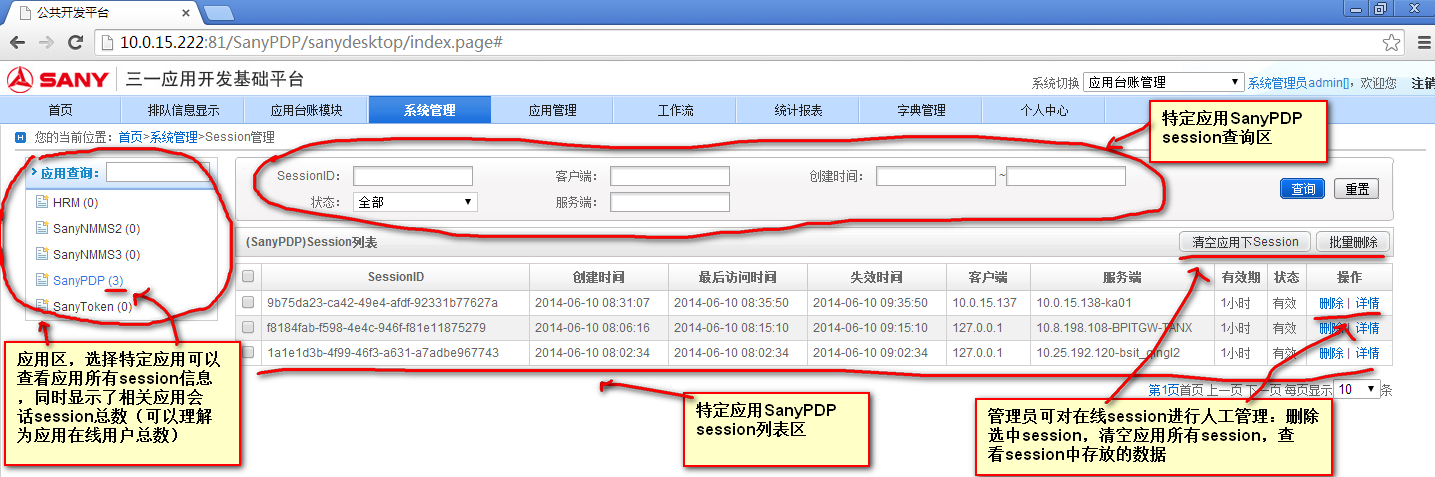 公共开发平台
10.0.15.222:81/SanyPDP/sanydesktop/index.page#
SANY 三一应用开发基础平台
系统切换 应用台账管理 系统管理员admin[],欢迎您 注销
首页 排队信息显示 应用台账模块 系统管理 应用管理 工作流 统计报表 字典管理 个人中心
您的当前位置：首页>系统管理>Session管理
应用查询：
HRM (0)
SanyNMMS2 (0)
SanyNMMS3 (0)
SanyPDP (3)
SanyToken (0)
SessionID： 客户端： 创建时间： ~
状态： 全部 服务端：
查询 重置
特定应用SanyPDP
session查询区
(SanyPDP)Session列表 清空应用下Session 批量删除
SessionID 创建时间 最后访问时间 失效时间 客户端 服务端 有效期 状态 操作
9b75da23-ca42-49e4-afdf-92331b77627a 2014-06-10 08:31:07 2014-06-10 08:35:50 2014-06-10 09:35:50 10.0.15.137 10.0.15.138-ka01 1小时 有效 删除 | 详情
f8184fab-f598-4e4c-946f-f81e11875279 2014-06-10 08:06:16 2014-06-10 08:15:10 2014-06-10 09:15:10 127.0.0.1 10.8.198.108-BPITGW-TANX 1小时 有效 删除 | 详情
1a1e1d3b-4f99-46f3-a631-a7adbe967743 2014-06-10 08:02:34 2014-06-10 08:02:34 2014-06-10 09:02:34 127.0.0.1 10.25.192.120-bsit_qingl2 1小时 有效 删除 | 详情
第1页首页 上一页 下一页 每页显示 10 条
应用区，选择特定应用可以
查看应用所有session信息
，同时显示了相关应用会
话session总数（可以理解
为应用在线用户总数）
特定应用SanyPDP
session列表区
管理员可对在线session进行人工管理：删除
选中session，清空应用所有session，查
看session中存放的数据